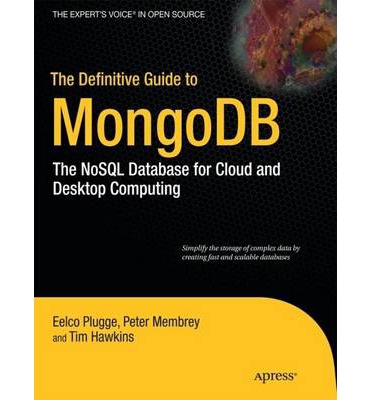 THE EXPERT'S VOICE® IN OPEN SOURCE
The Definitive Guide to
MongoDB
The NoSQL Database for Cloud and
Desktop Computing
Simplify the storage of complex data by
creating fast and scalable databases
Eelco Plugge, Peter Membrey
and Tim Hawkins
Apress®